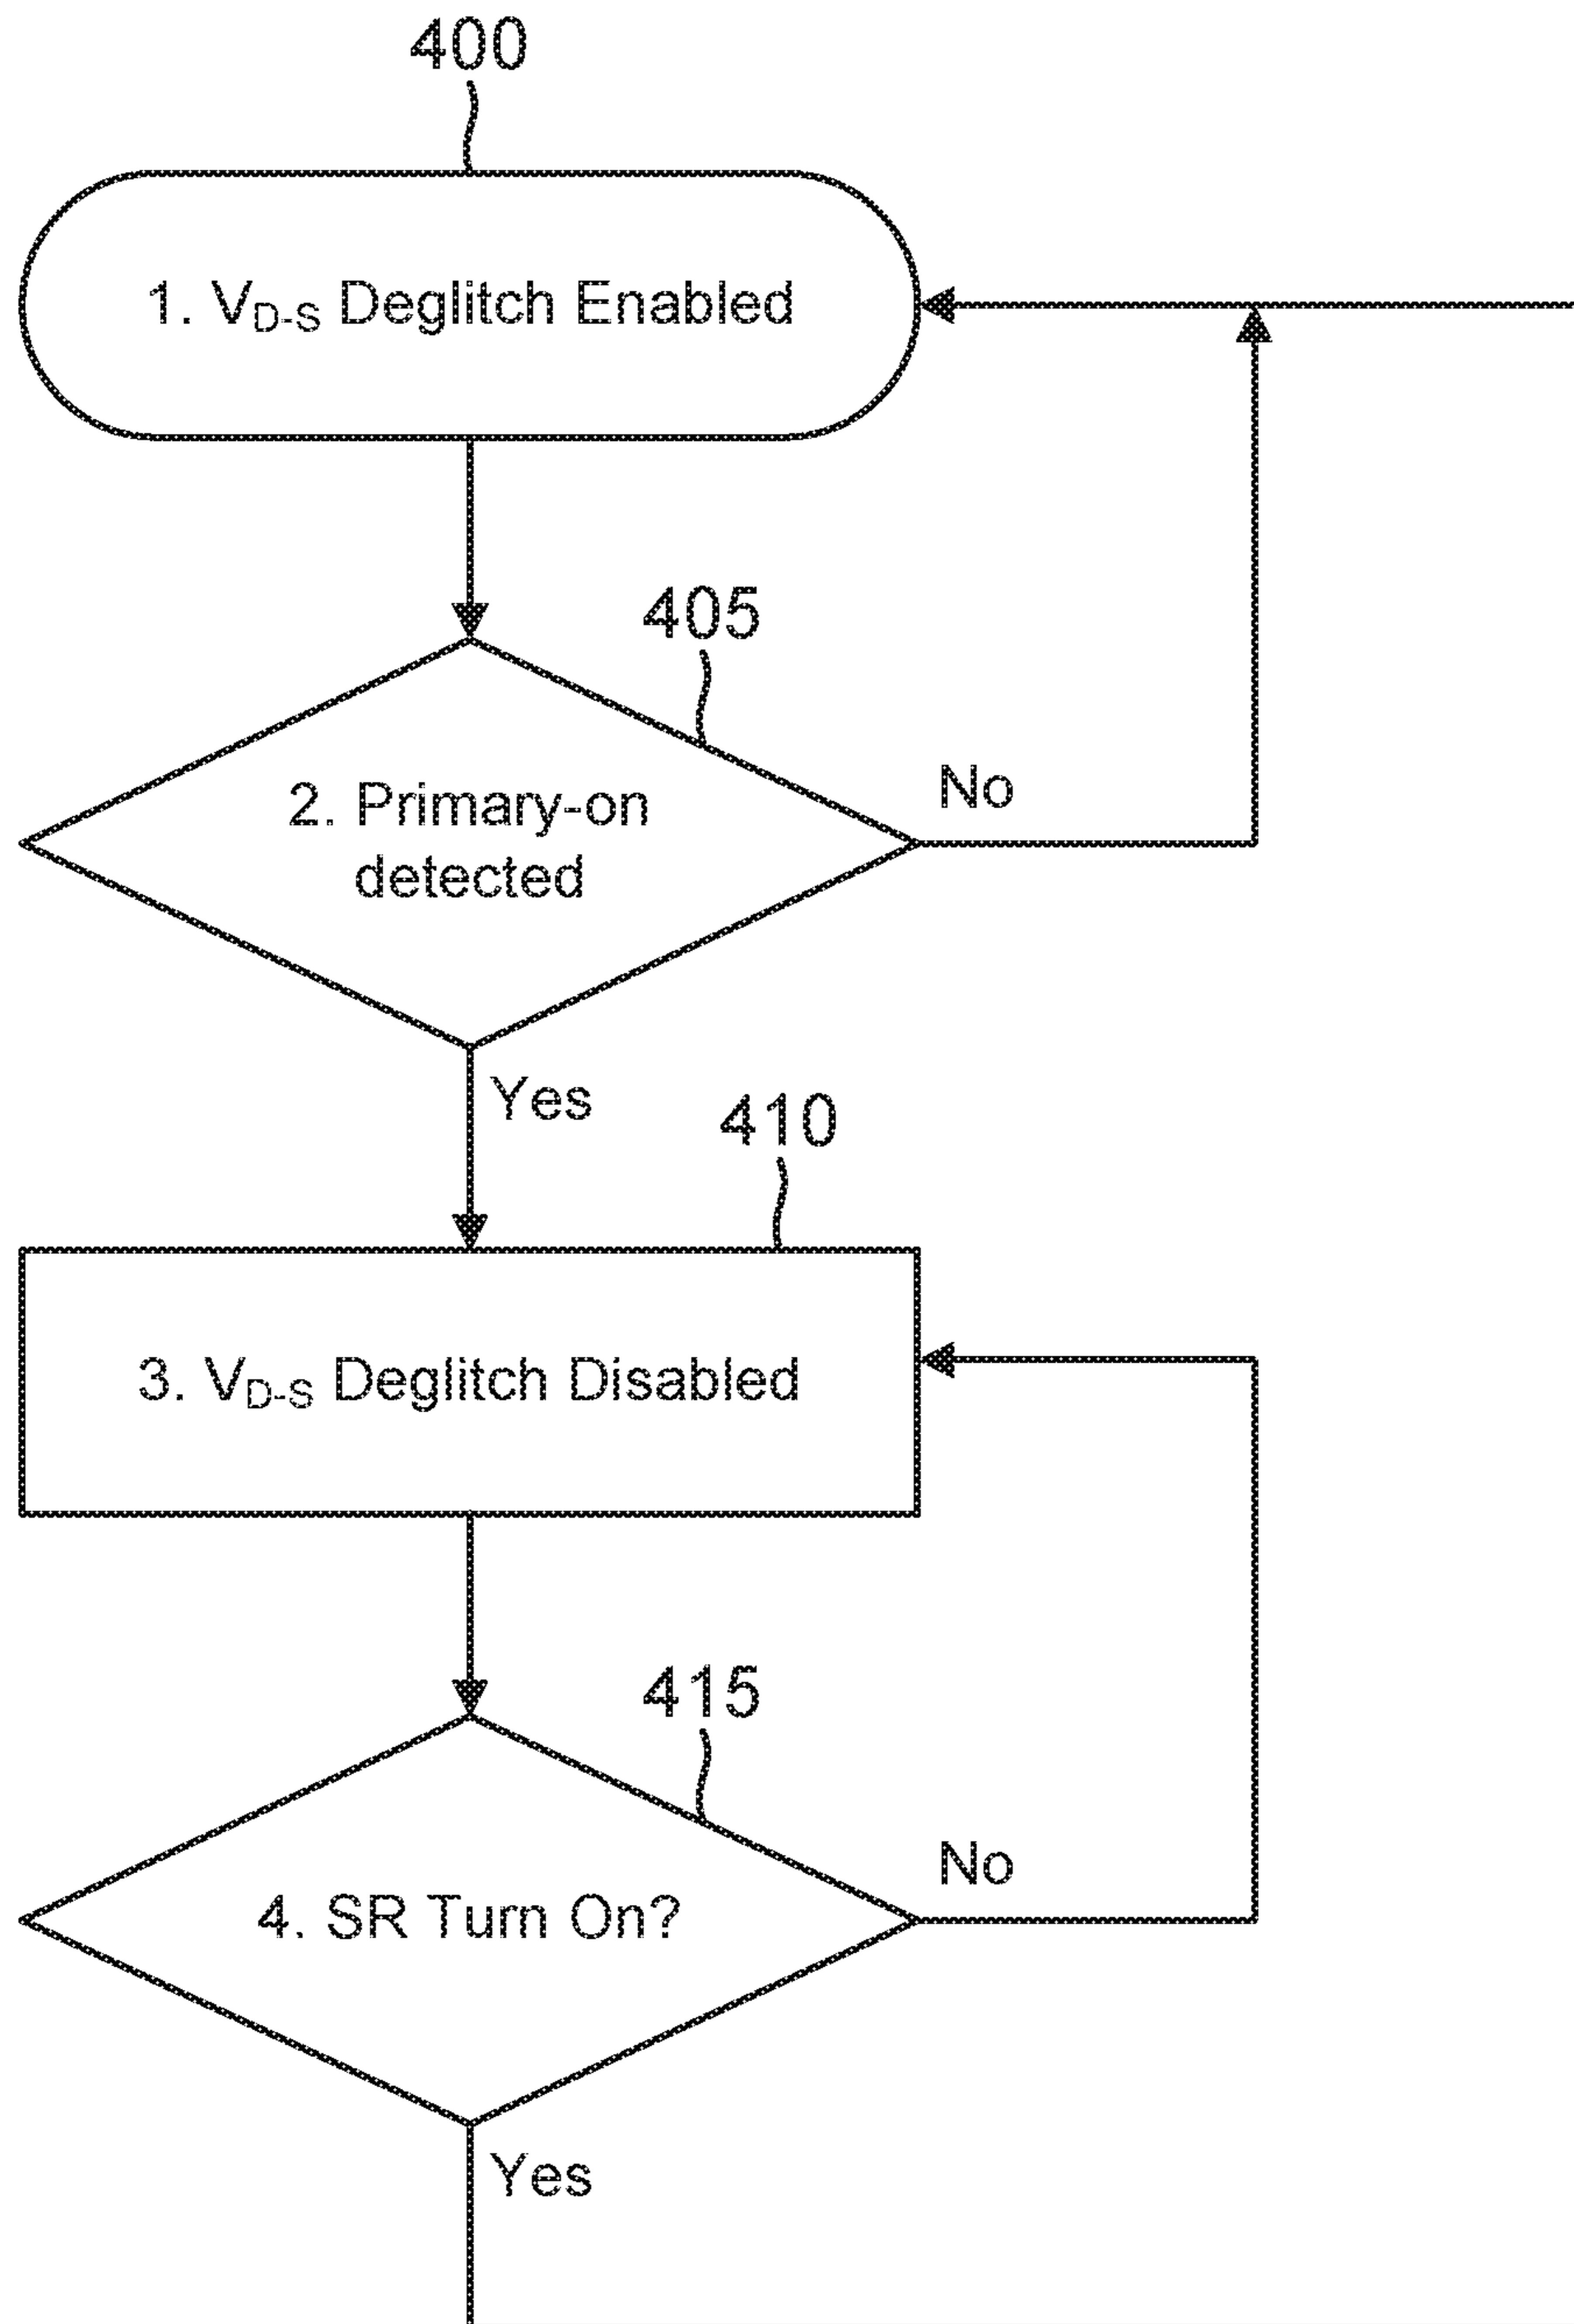 400
1. VD-S Deglitch Enabled
405
2. Primary-on
detected
No
Yes
410
3. VD-S Deglitch Disabled
415
4. SR Turn On?
No
Yes